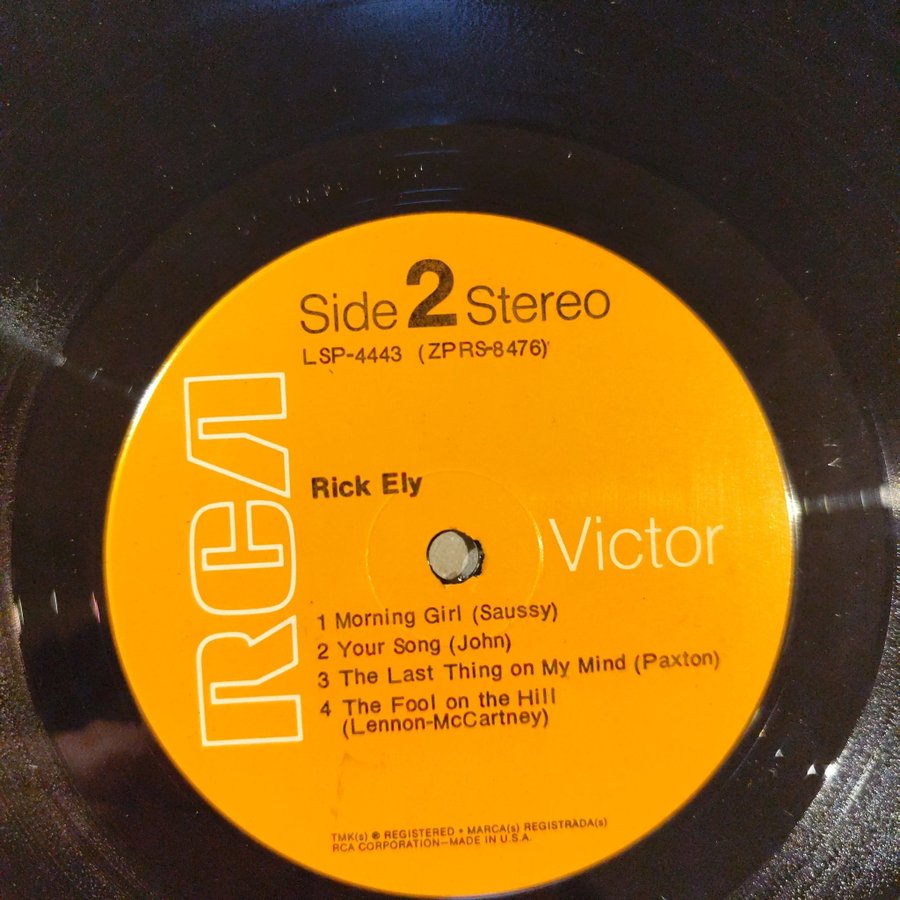 Side 2 Stereo
LSP-4443 (ZPRS-8476)
RCA
Rick Ely
Victor
1 Morning Girl (Saussy)
2 Your Song (John)
3 The Last Thing on My Mind (Paxton)
4 The Fool on the Hill
(Lennon-McCartney)
TMK(s) ® REGISTERED • MARCA(s) REGISTRADA(s)
RCA CORPORATION—MADE IN U.S.A.